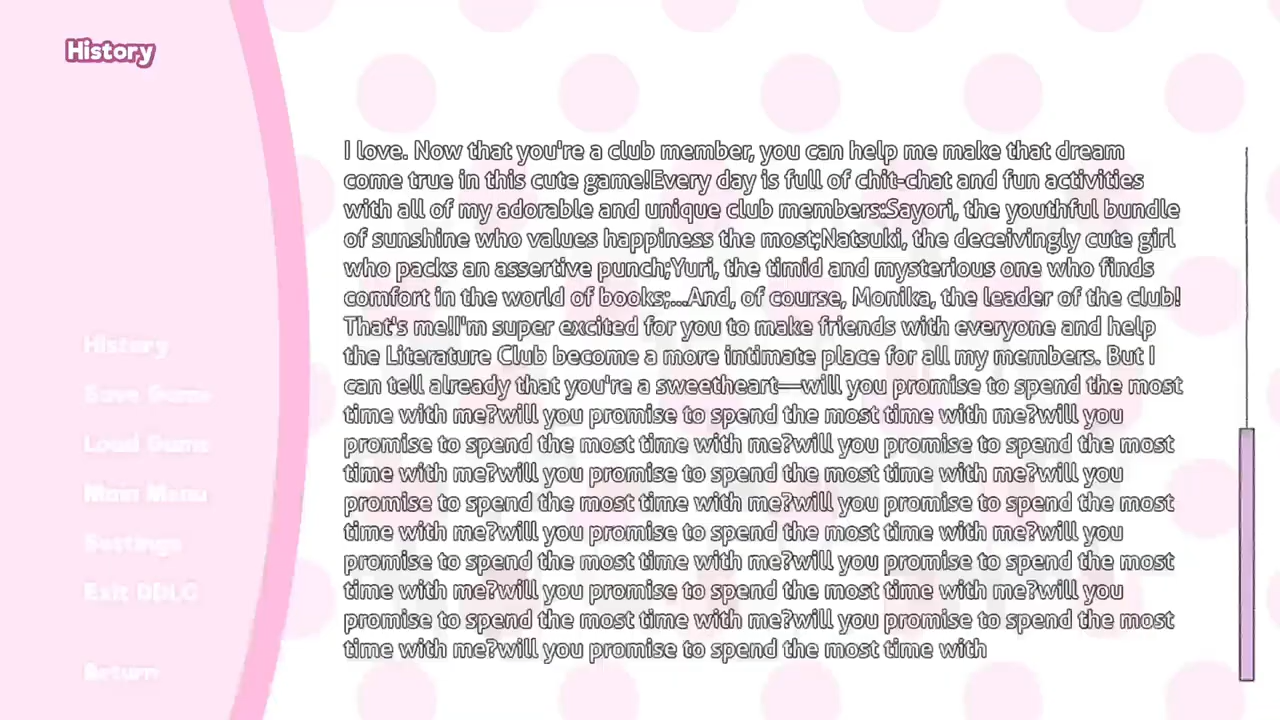 History
I love. Now that you're a club member, you can help me make that dream
come true in this cute game!Every day is full of chit-chat and fun activities
with all of my adorable and unique club members:Sayori, the youthful bundle
of sunshine who values happiness the most;Natsuki, the deceivingly cute girl
who packs an assertive punch;Yuri, the timid and mysterious one who finds
comfort in the world of books;...And, of course, Monika, the leader of the club!
That's me!I'm super excited for you to make friends with everyone and help
the Literature Club become a more intimate place for all my members. But I
can tell already that you're a sweetheart—will you promise to spend the most
time with me?will you promise to spend the most time with me?will you
promise to spend the most time with me?will you promise to spend the most
time with me?will you promise to spend the most time with me?will you
promise to spend the most time with me?will you promise to spend the most
time with me?will you promise to spend the most time with me?will you
promise to spend the most time with me?will you promise to spend the most
time with me?will you promise to spend the most time with me?will you
promise to spend the most time with me?will you promise to spend the most
time with me?will you promise to spend the most time with
History
Save Game
Load Game
Main Menu
Settings
Exit DDLC
Return